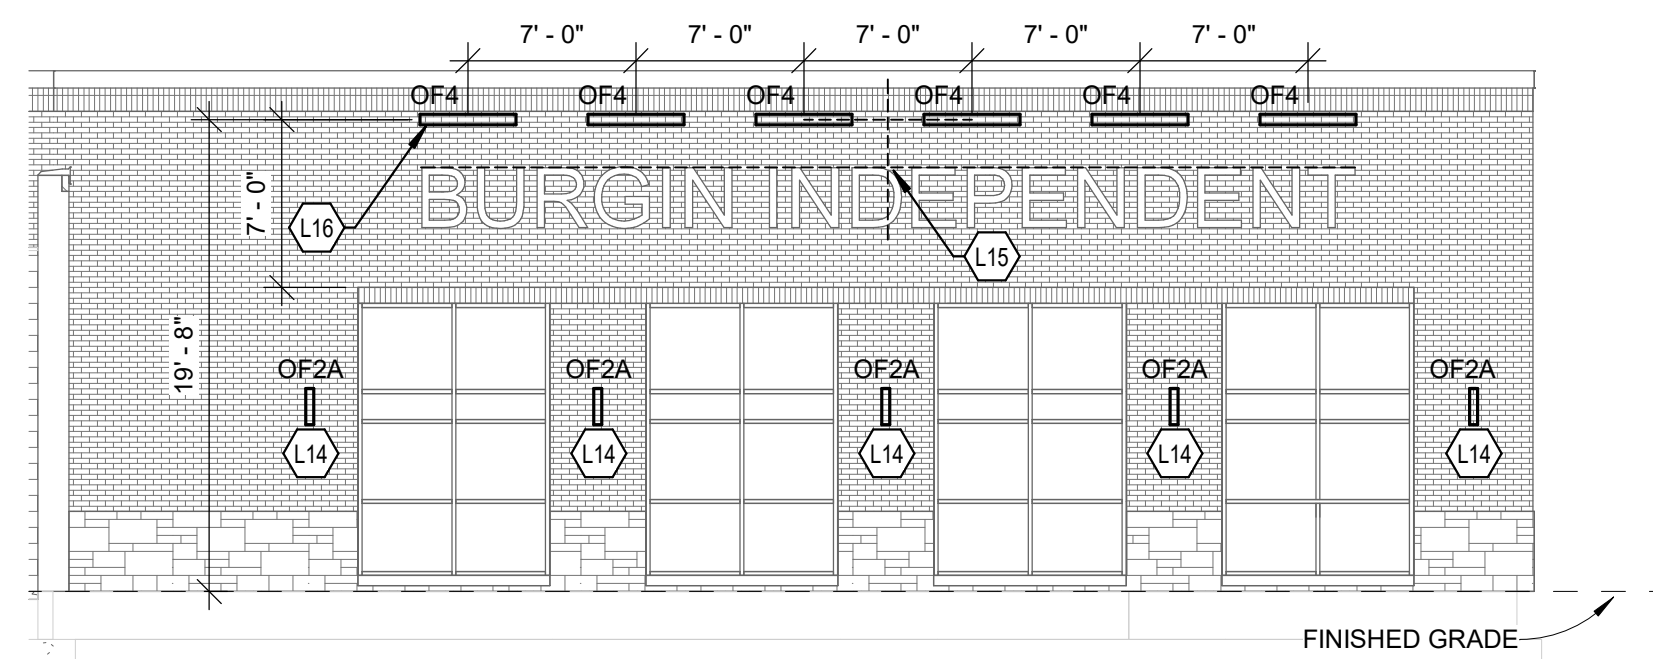 7' - 0" 7' - 0" 7' - 0" 7' - 0" 7' - 0"
OF4 OF4 OF4 OF4 OF4 OF4
BURGIN INDEPENDENT
7' - 0"
L16
L15
19' - 8"
OF2A OF2A OF2A OF2A OF2A
L14 L14 L14 L14 L14
FINISHED GRADE